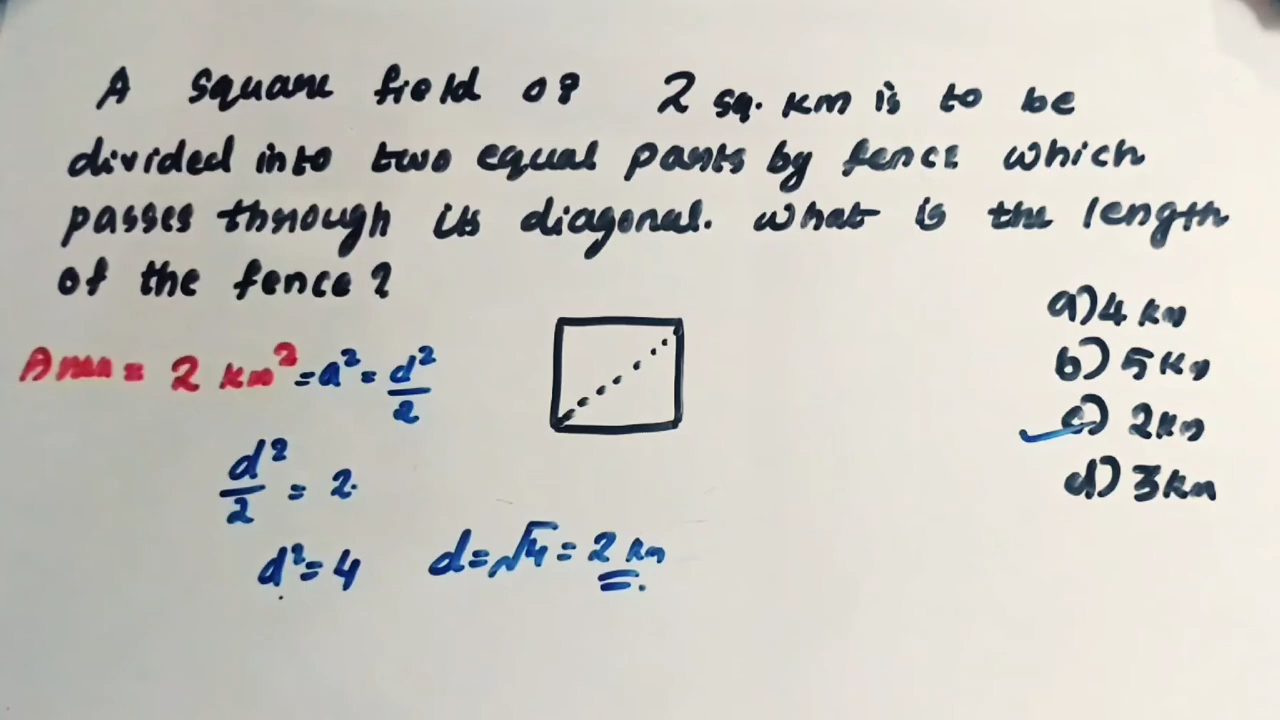 A square field of 2 sq. km is to be
divided into two equal parts by fence which
passes through its diagonal. what is the length
of the fence?
a) 4 km
b) 5 km
c) 2 km
d) 3 km
Area = 2 km² = a² = d²/2
d²/2 = 2.
d² = 4 d = √4 = 2 km